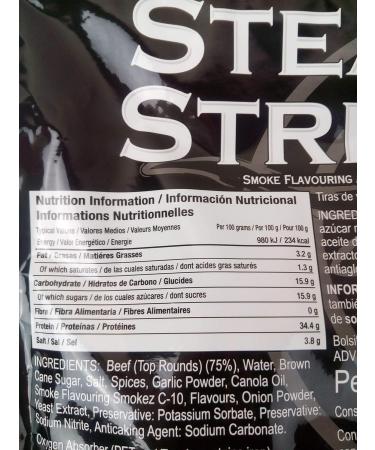 STEA
STRI
SMOKE FLAVOURING
Nutrition Information / Información Nutricional
Informations Nutritionnelles
Typical Values / Valores Medios / Valeurs Moyennes Per 100 grams / Por 100 g / Pour 100 g
Energy / Valor Energético / Energie 980 kJ / 234 kcal
Fat / Grasas / Matiéres Grasses 3.2 g
Of which saturates / de las cuales saturadas / dont acides gras saturés 1.3 g
Carbohydrate / Hidratos de Carbono / Glucides 15.9 g
Of which sugars / de los cuales azúcares / dont sucres 15.9 g
Fibre / Fibra Alimentaria / Fibres Alimentaires 0 g
Protein / Proteínas / Protéines 34.4 g
Salt / Sal / Sel 3.8 g
INGREDIENTS: Beef (Top Rounds) (75%), Water, Brown
Cane Sugar, Salt, Spices, Garlic Powder, Canola Oil,
Smoke Flavouring Smokez C-10, Flavours, Onion Powder,
Yeast Extract, Preservative: Potassium Sorbate, Preservative:
Sodium Nitrite, Anticaking Agent: Sodium Carbonate.
Oxygen Absorber
Tiras de
INGRED
azúcar
aceite d
extracto
antiagl
INFOR
tambié
de so
Bolsi
ADV
Pe
Cons
Con